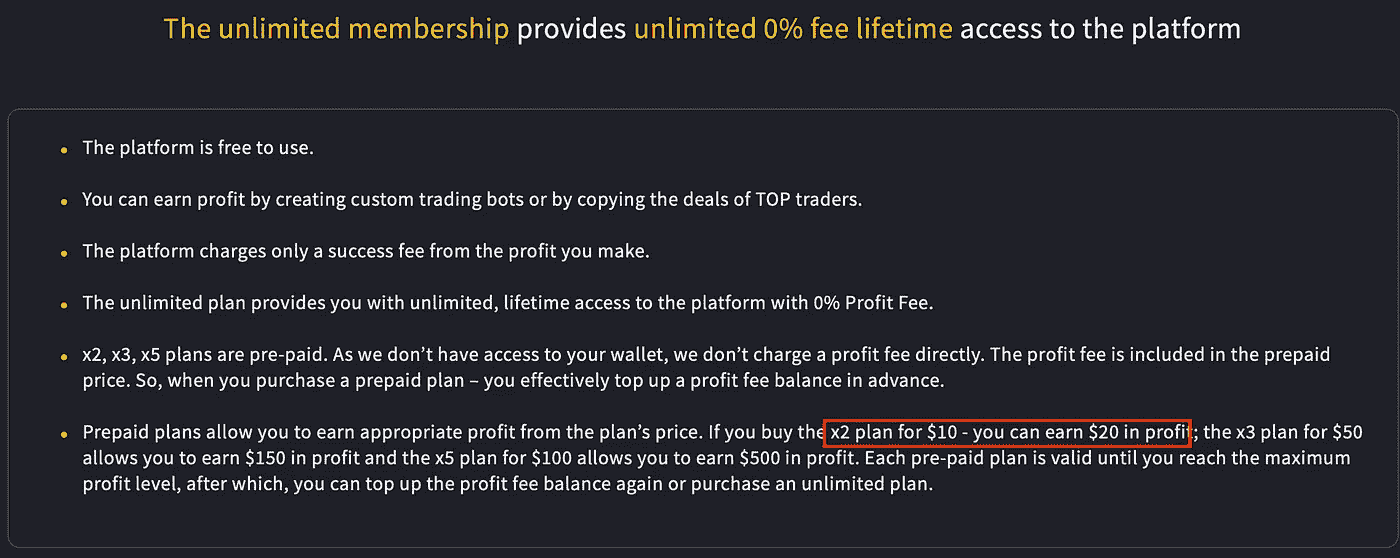 The unlimited membership provides unlimited 0% fee lifetime access to the platform
The platform is free to use.
You can earn profit by creating custom trading bots or by copying the deals of TOP traders.
The platform charges only a success fee from the profit you make.
The unlimited plan provides you with unlimited, lifetime access to the platform with 0% Profit Fee.
x2, x3, x5 plans are pre-paid. As we don’t have access to your wallet, we don’t charge a profit fee directly. The profit fee is included in the prepaid
price. So, when you purchase a prepaid plan – you effectively top up a profit fee balance in advance.
Prepaid plans allow you to earn appropriate profit from the plan’s price. If you buy the x2 plan for $10 - you can earn $20 in profit; the x3 plan for $50
allows you to earn $150 in profit and the x5 plan for $100 allows you to earn $500 in profit. Each pre-paid plan is valid until you reach the maximum
profit level, after which, you can top up the profit fee balance again or purchase an unlimited plan.